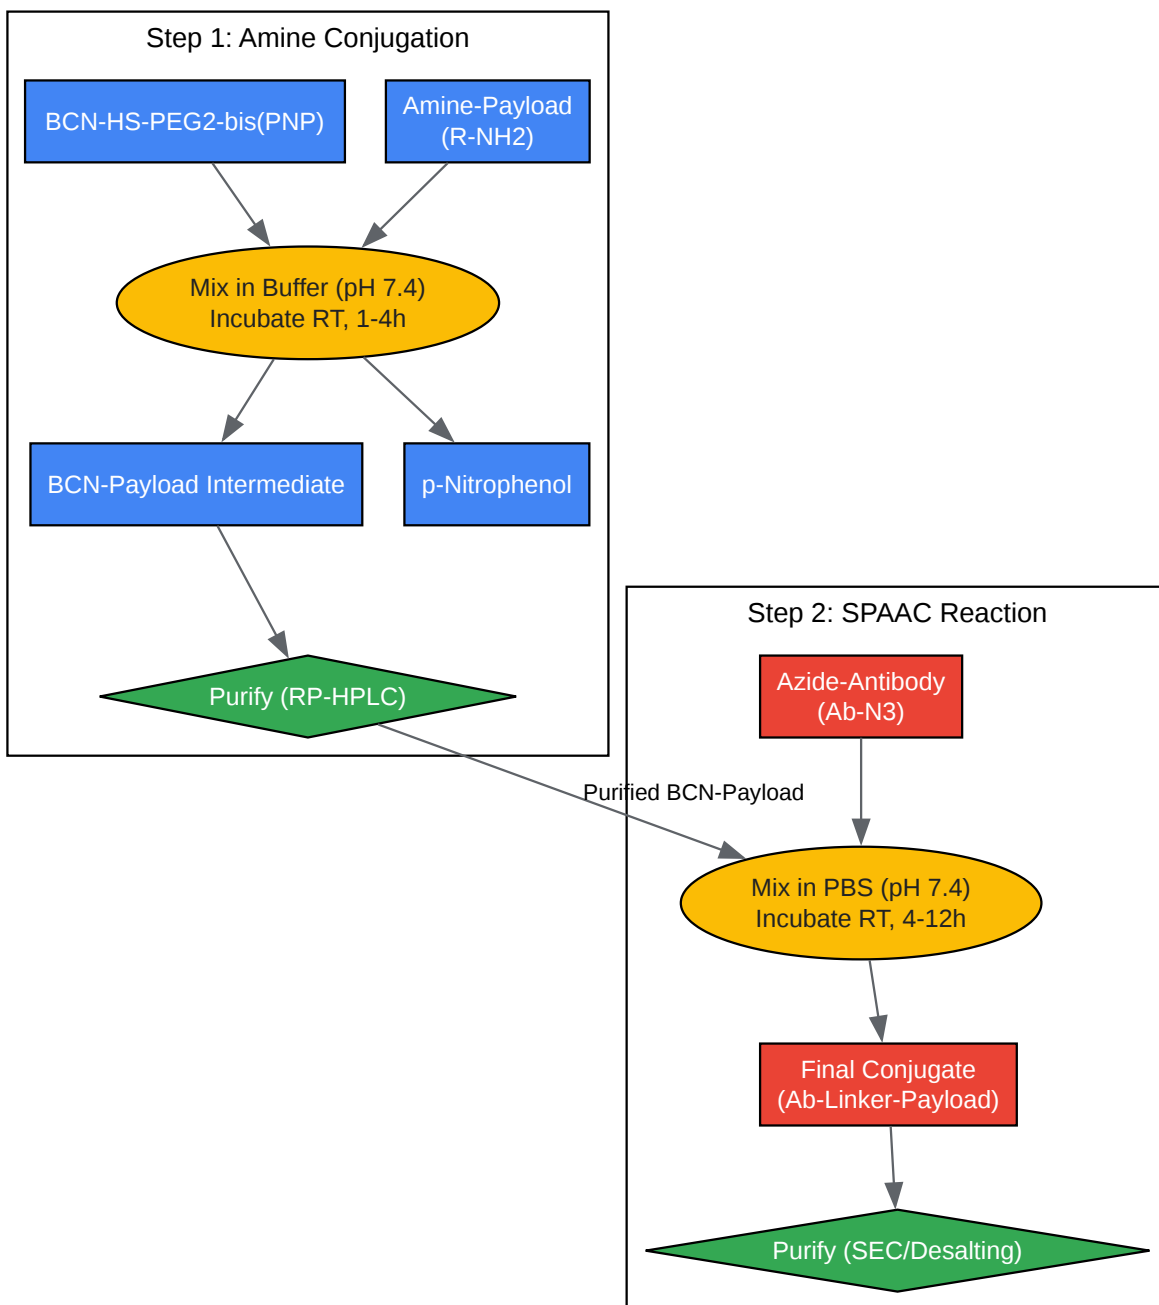 Step 1: Amine Conjugation
BCN-HS-PEG2-bis(PNP)
Amine-Payload
(R-NH2)
Mix in Buffer (pH 7.4)
Incubate RT, 1-4h
BCN-Payload Intermediate
p-Nitrophenol
Purify (RP-HPLC)
Purified BCN-Payload
Step 2: SPAAC Reaction
Azide-Antibody
(Ab-N3)
Mix in PBS (pH 7.4)
Incubate RT, 4-12h
Final Conjugate
(Ab-Linker-Payload)
Purify (SEC/Desalting)